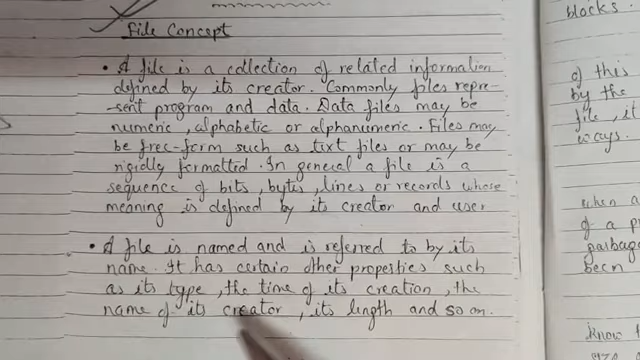 File Concept
• A file is a collection of related information
defined by its creator. Commonly files repre-
-sent program and data. Data files may be
numeric, alphabetic or alphanumeric. Files may
be free-form such as text files or may be
rigidly formatted. In general a file is a
sequence of bits, bytes, lines or records whose
meaning is defined by its creator and user
• A file is named and is referred to by its
name. It has certain other properties such
as its type, the time of its creation, the
name of its creator, its length and so on.
blocks.
of this
by the
file, it
ways.
when a
of a
garbage
been
know